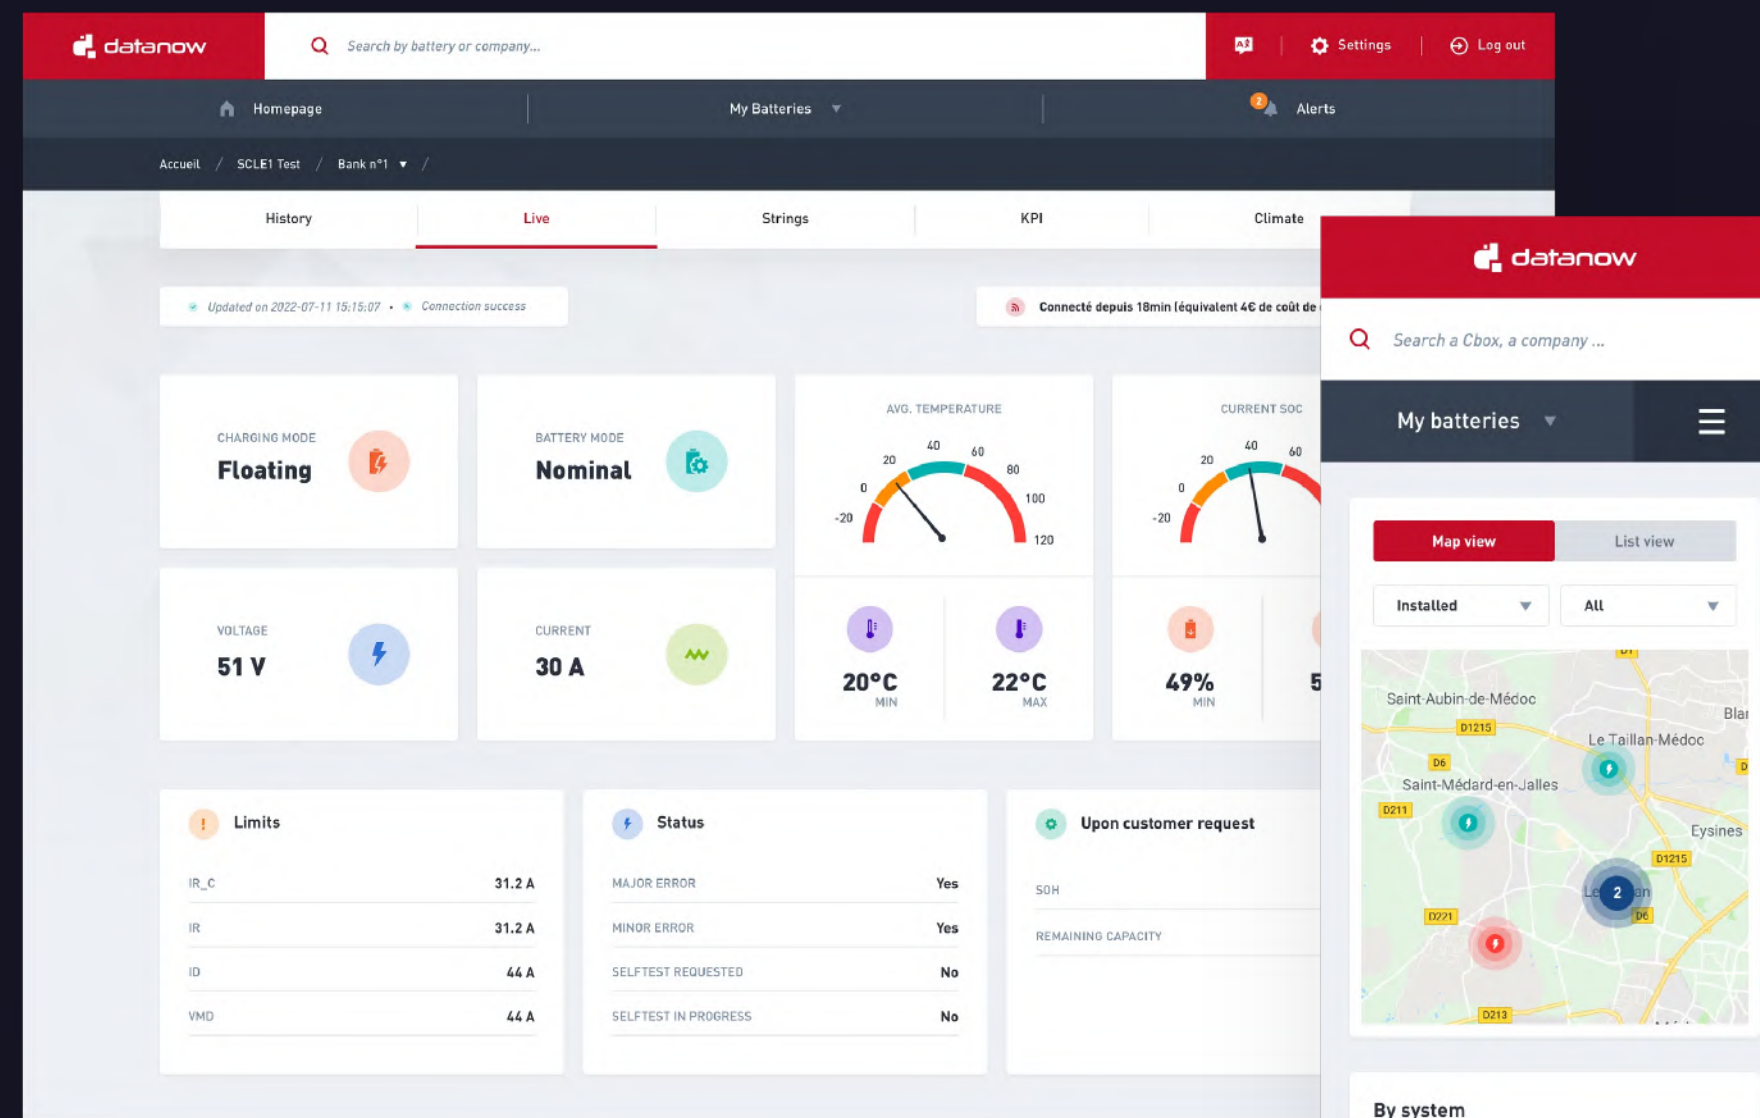 datanow
Search by battery or company...
Settings
Log out
Homepage
My Batteries
2
Alerts
Accueil / SCLE1 Test / Bank n°1 /
History
Live
Strings
KPI
Climate
Updated on 2022-07-11 15:15:07 • Connection success
Connecté depuis 18min (équivalent 4€ de coût de
CHARGING MODE
Floating
BATTERY MODE
Nominal
VOLTAGE
51 V
CURRENT
30 A
AVG. TEMPERATURE
-20
0
20
40
60
80
100
120
20°C
MIN
22°C
MAX
CURRENT SOC
-20
0
20
40
60
49%
MIN
5
Limits
IR_C 31.2 A
IR 31.2 A
ID 44 A
VMD 44 A
Status
MAJOR ERROR Yes
MINOR ERROR Yes
SELFTEST REQUESTED No
SELFTEST IN PROGRESS No
Upon customer request
SOH
REMAINING CAPACITY
datanow
Search a Cbox, a company ...
My batteries
Map view
List view
Installed
All
D1
Saint-Aubin-de-Médoc
Blan
D1215
Le Taillan-Médoc
D6
D
Saint-Médard-en-Jalles
D211
Eysines
D1215
Le 2 an
D221
D6
D213
By system